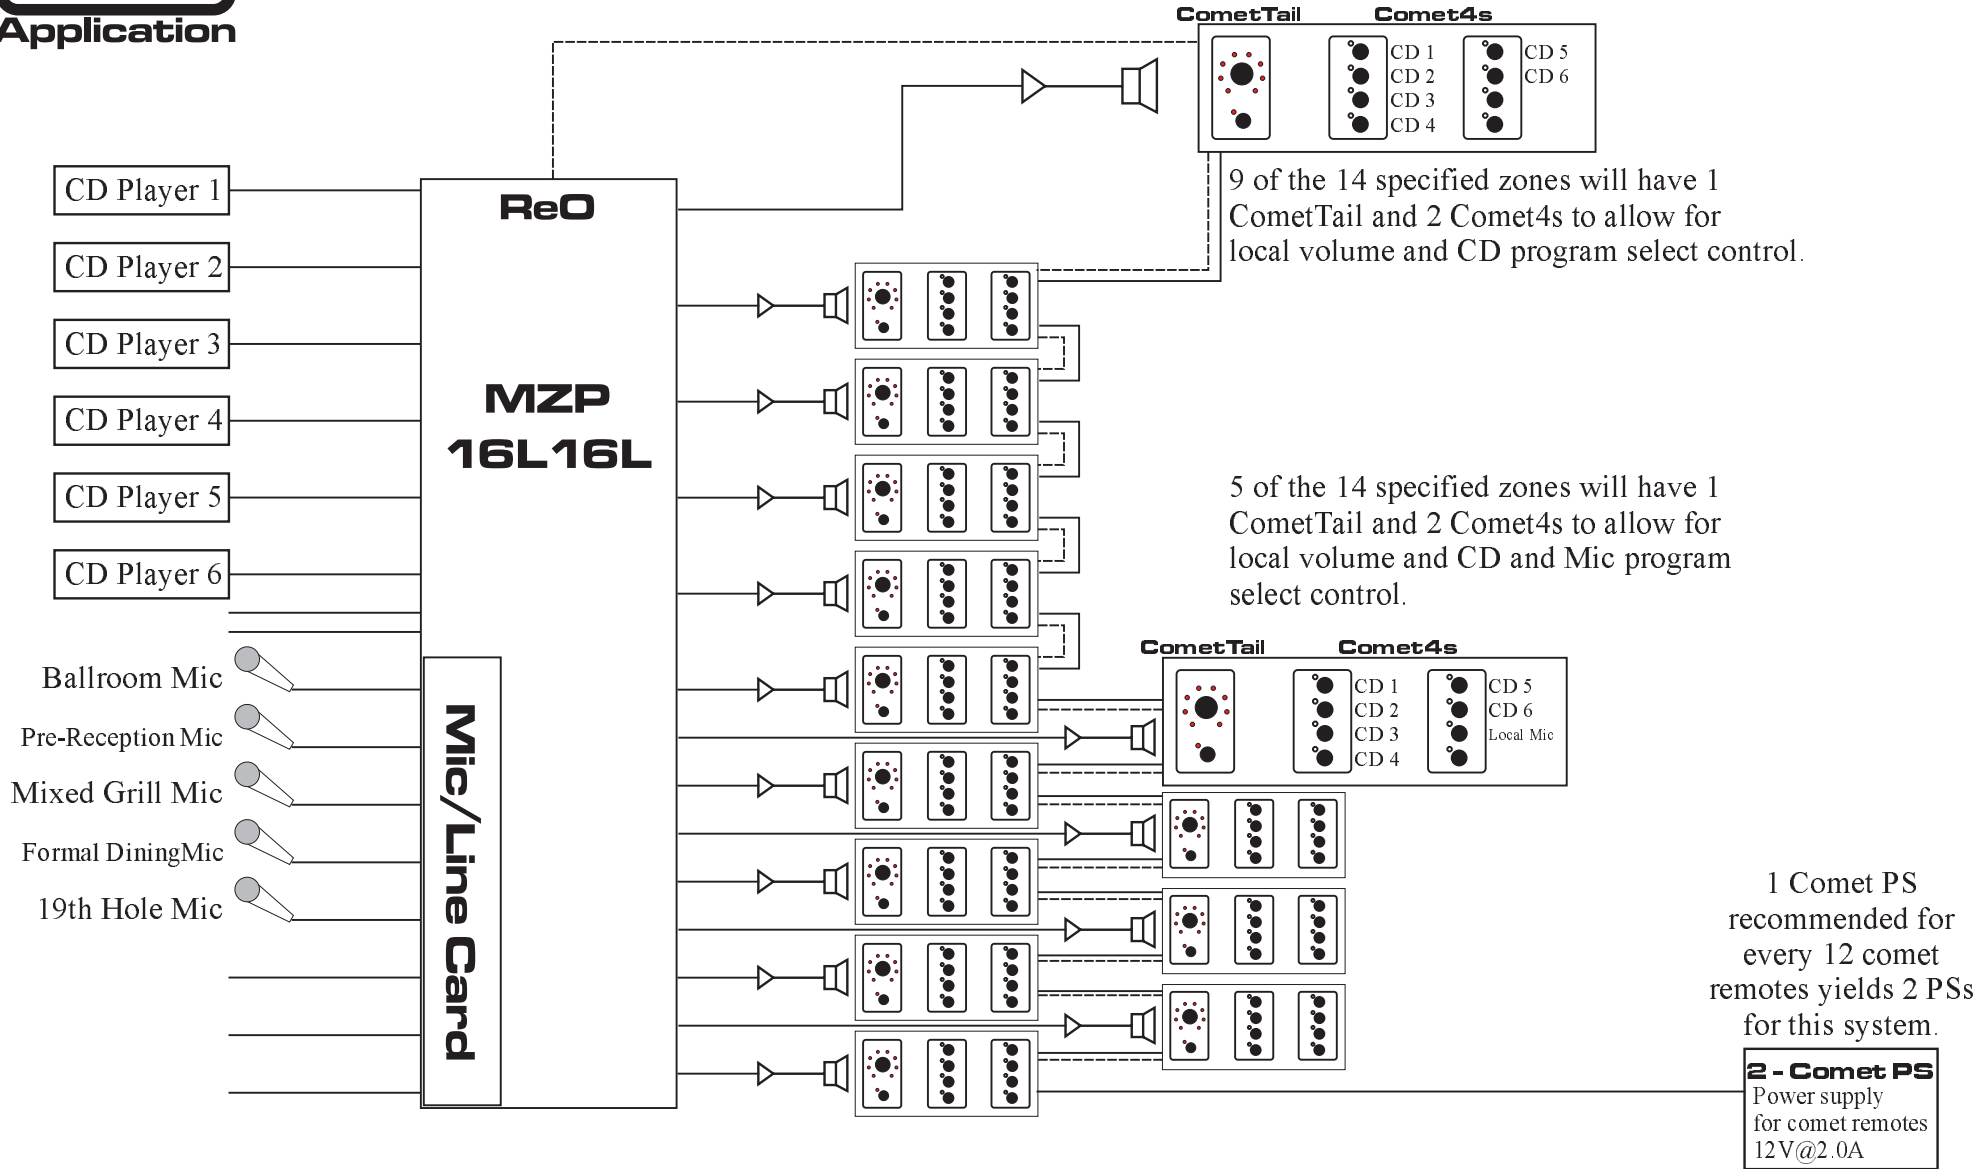 Application
CometTail
Comet4s
CD 1
CD 2
CD 3
CD 4
CD 5
CD 6
9 of the 14 specified zones will have 1
CometTail and 2 Comet4s to allow for
local volume and CD program select control.
CD Player 1
CD Player 2
CD Player 3
CD Player 4
CD Player 5
CD Player 6
ReO
MZP
16L16L
5 of the 14 specified zones will have 1
CometTail and 2 Comet4s to allow for
local volume and CD and Mic program
select control.
CometTail
Comet4s
CD 1
CD 2
CD 3
CD 4
CD 5
CD 6
Local Mic
Ballroom Mic
Pre-Reception Mic
Mixed Grill Mic
Formal DiningMic
19th Hole Mic
Mic/Line Card
1 Comet PS
recommended for
every 12 comet
remotes yields 2 PSs
for this system.
2 - Comet PS
Power supply
for comet remotes
12V@2.0A